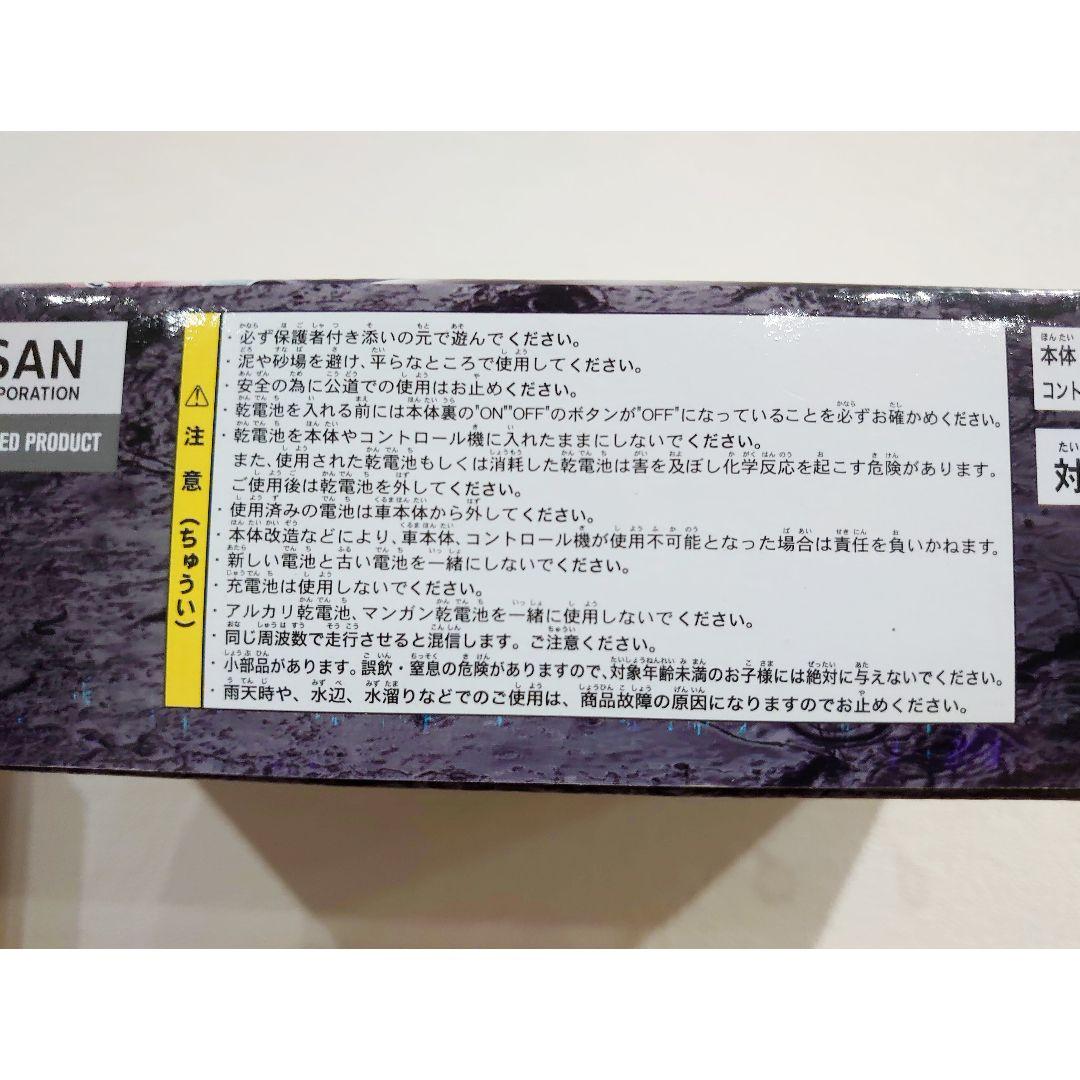 SAN
RPORATION
ED PRODUCT
注意(ちゅうい)
・必ず保護者付き添いの元で遊んでください。
・泥や砂場を避け、平らなところで使用してください。
・安全の為に公道での使用はお止めください。
・乾電池を入れる前には本体裏の"ON""OFF"のボタンが"OFF"になっていることを必ずお確かめください。
・乾電池を本体やコントロール機に入れたままにしないでください。
また、使用された乾電池もしくは消耗した乾電池は害を及ぼし化学反応を起こす危険があります。
ご使用後は乾電池を外してください。
・使用済みの電池は車本体から外してください。
・本体改造などにより、車本体、コントロール機が使用不可能となった場合は責任を負いかねます。
・新しい電池と古い電池を一緒にしないでください。
・充電池は使用しないでください。
・アルカリ乾電池、マンガン乾電池を一緒に使用しないでください。
・同じ周波数で走行させると混信します。ご注意ください。
・小部品があります。誤飲・窒息の危険がありますので、対象年齢未満のお子様には絶対に与えないでください。
・雨天時や、水辺、水溜りなどでのご使用は、商品故障の原因になりますのでお止めください。
本体
コント
対